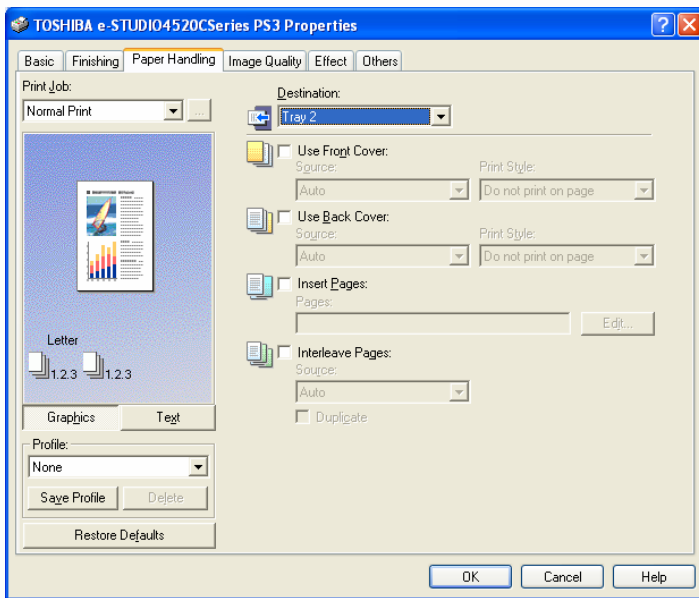 TOSHIBA e-STUDIO4520CSeries PS3 Properties
Basic Finishing Paper Handling Image Quality Effect Others
Print Job:
Normal Print
...
Destination:
Tray 2
Use Front Cover:
Source: Print Style:
Auto Do not print on page
Use Back Cover:
Source: Print Style:
Auto Do not print on page
Insert Pages:
Pages:
Edit...
Interleave Pages:
Source:
Auto
Duplicate
Letter
1.2.3 1.2.3
Graphics Text
Profile:
None
Save Profile Delete
Restore Defaults
OK Cancel Help